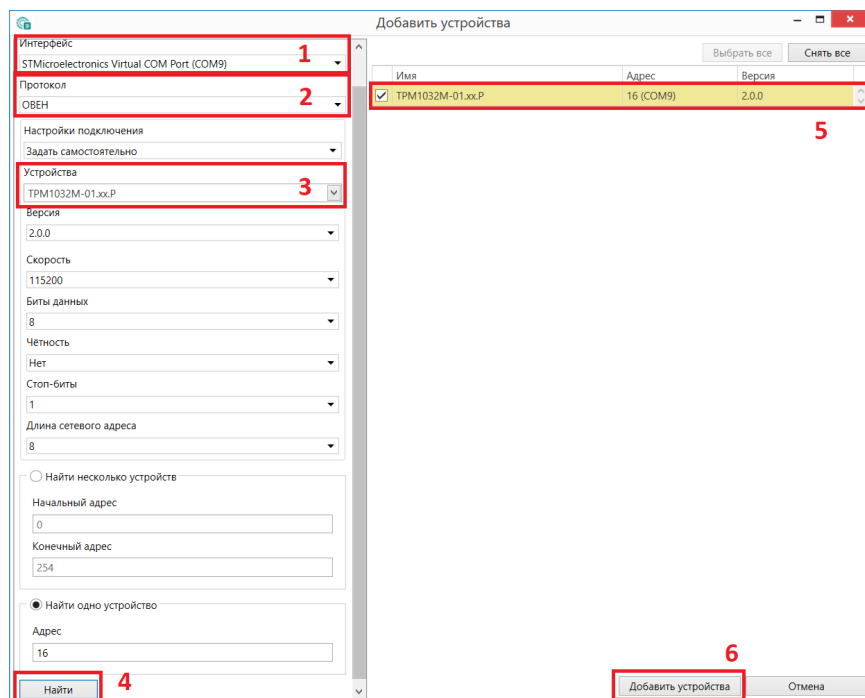 Добавить устройства
Интерфейс
1
STMicroelectronics Virtual COM Port (COM9)
Протокол
2
ОВЕН
Настройки подключения
Задать самостоятельно
Устройства
3
ТРМ1032М-01.xx.Р
Версия
2.0.0
Скорость
115200
Биты данных
8
Чётность
Нет
Стоп-биты
1
Длина сетевого адреса
8
Найти несколько устройств
Начальный адрес
0
Конечный адрес
254
Найти одно устройство
Адрес
16
Найти
4
Выбрать все Снять все
Имя Адрес Версия
ТРМ1032М-01.xx.Р 16 (COM9) 2.0.0
5
6
Добавить устройства Отмена